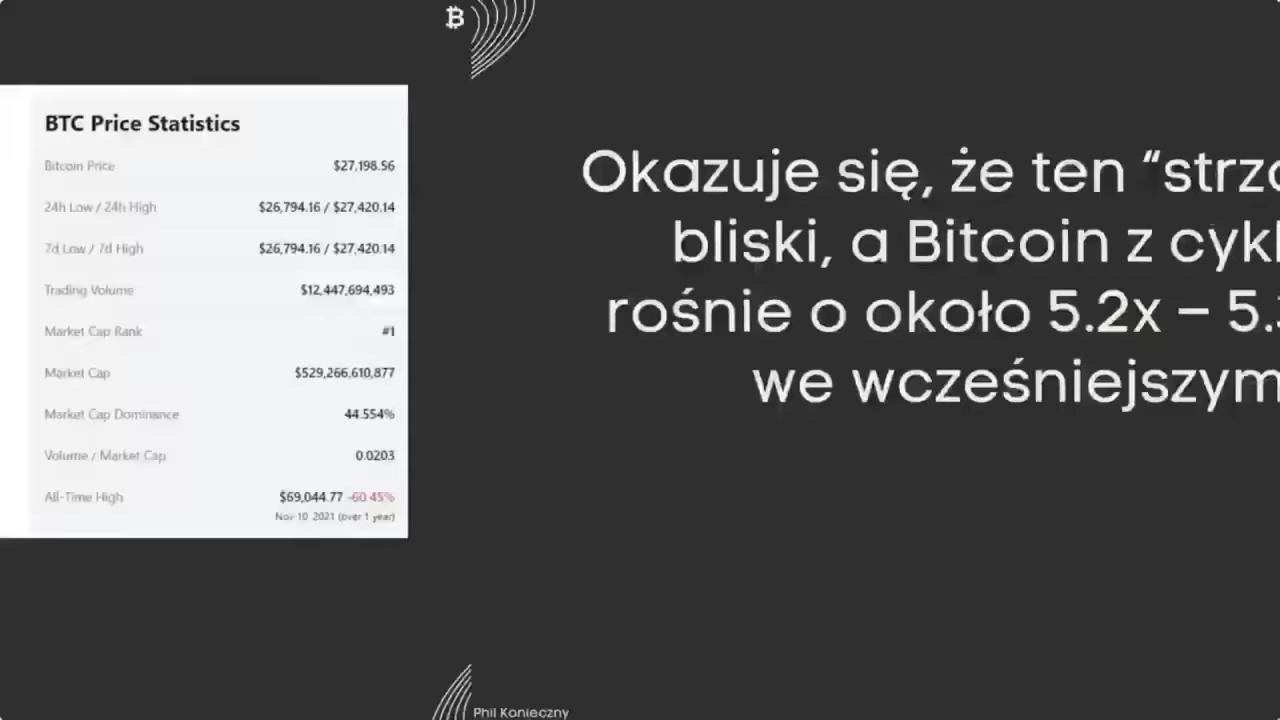 BTC Price Statistics
Bitcoin Price $27,198.56
24h Low / 24h High $26,794.16 / $27,420.14
7d Low / 7d High $26,794.16 / $27,420.14
Trading Volume $12,447,694,493
Market Cap Rank #1
Market Cap $529,266,610,877
Market Cap Dominance 44.554%
Volume / Market Cap 0.0203
All-Time High $69,044.77 -60.45%
Nov 10, 2021 (over 1 year)
Okazuje się, że ten “strz
bliski, a Bitcoin z cyk
rośnie o około 5.2x – 5.
we wcześniejszym
Phil Konieczny